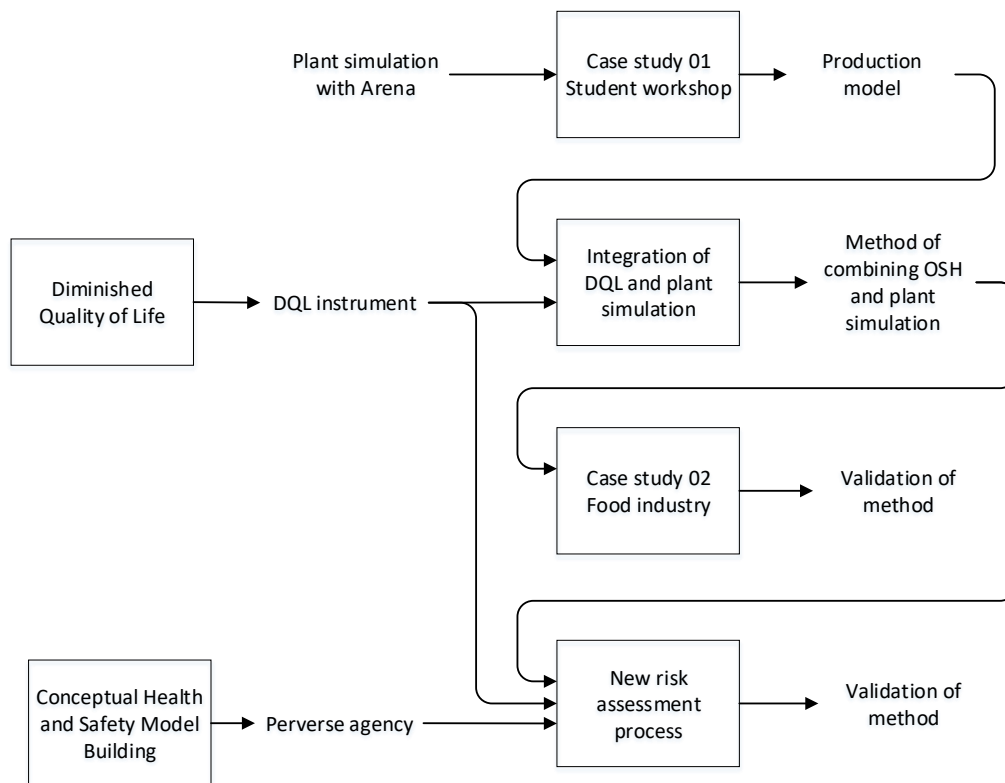 Plant simulation
with Arena
Case study 01
Student workshop
Production
model
Diminished
Quality of Life
DQL instrument
Integration of
DQL and plant
simulation
Method of
combining OSH
and plant
simulation
Case study 02
Food industry
Validation of
method
Conceptual Health
and Safety Model
Building
Perverse agency
New risk
assessment
process
Validation of
method